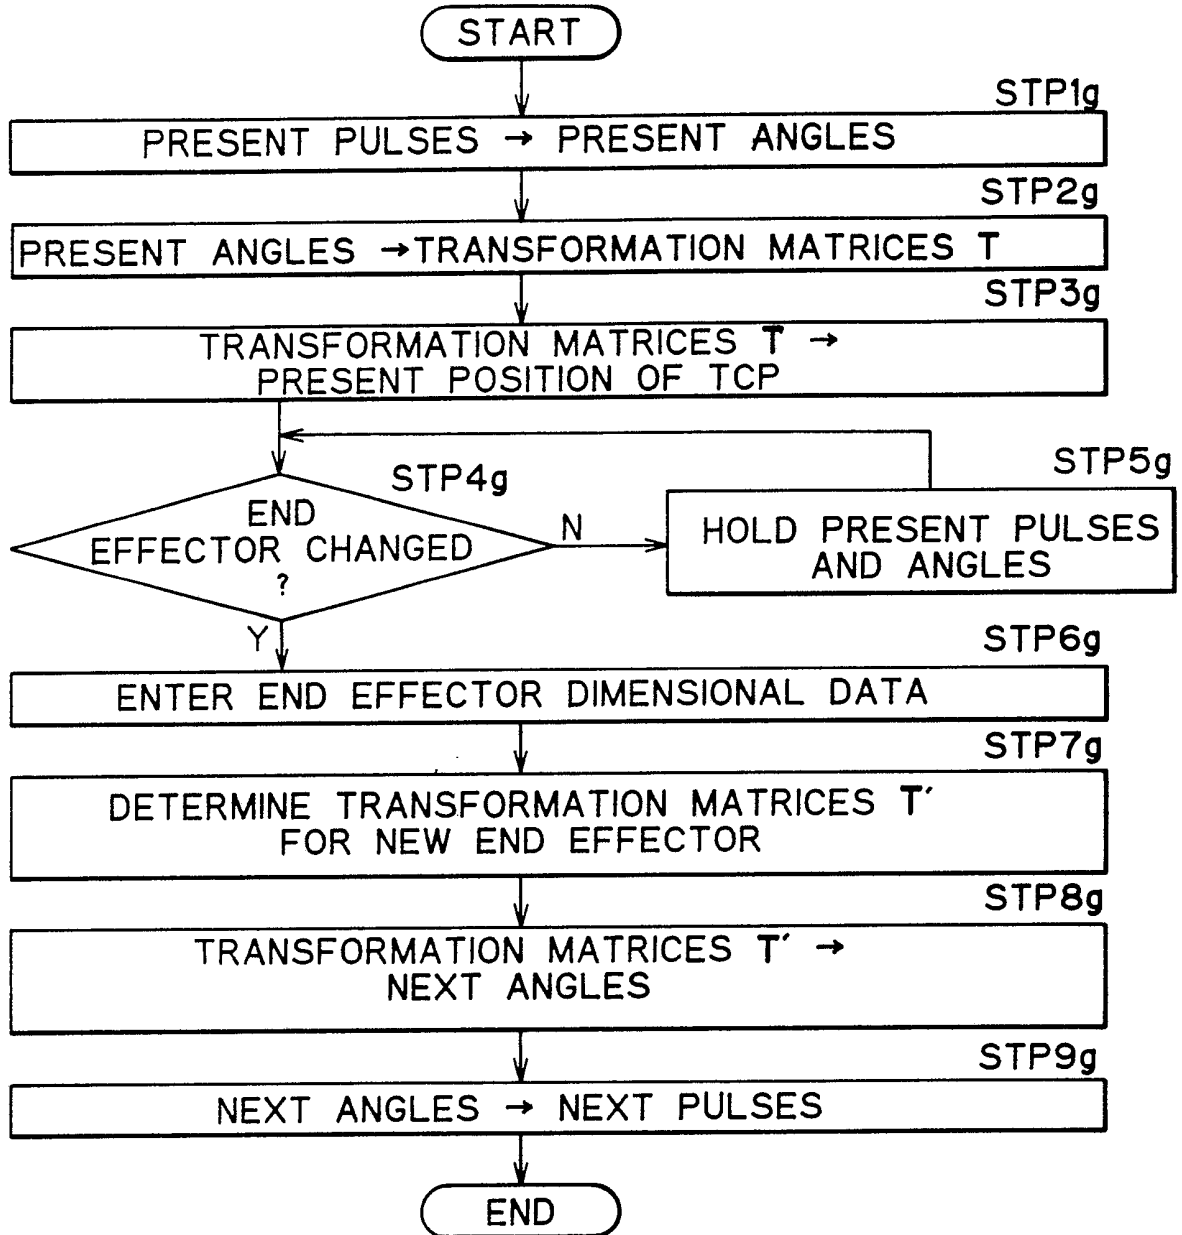 START
STP1g
PRESENT PULSES → PRESENT ANGLES
STP2g
PRESENT ANGLES → TRANSFORMATION MATRICES T
STP3g
TRANSFORMATION MATRICES T →
PRESENT POSITION OF TCP
STP4g
END
EFFECTOR CHANGED
?
N
STP5g
HOLD PRESENT PULSES
AND ANGLES
Y
STP6g
ENTER END EFFECTOR DIMENSIONAL DATA
STP7g
DETERMINE TRANSFORMATION MATRICES T′
FOR NEW END EFFECTOR
STP8g
TRANSFORMATION MATRICES T′ →
NEXT ANGLES
STP9g
NEXT ANGLES → NEXT PULSES
END